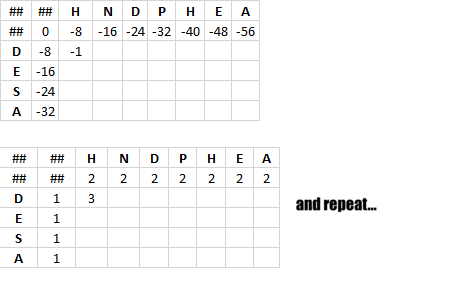 ## ## H N D P H E A
## 0 -8 -16 -24 -32 -40 -48 -56
D -8 -1
E -16
S -24
A -32
## ## H N D P H E A
## ## 2 2 2 2 2 2 2
D 1 3
and repeat...
E 1
S 1
A 1